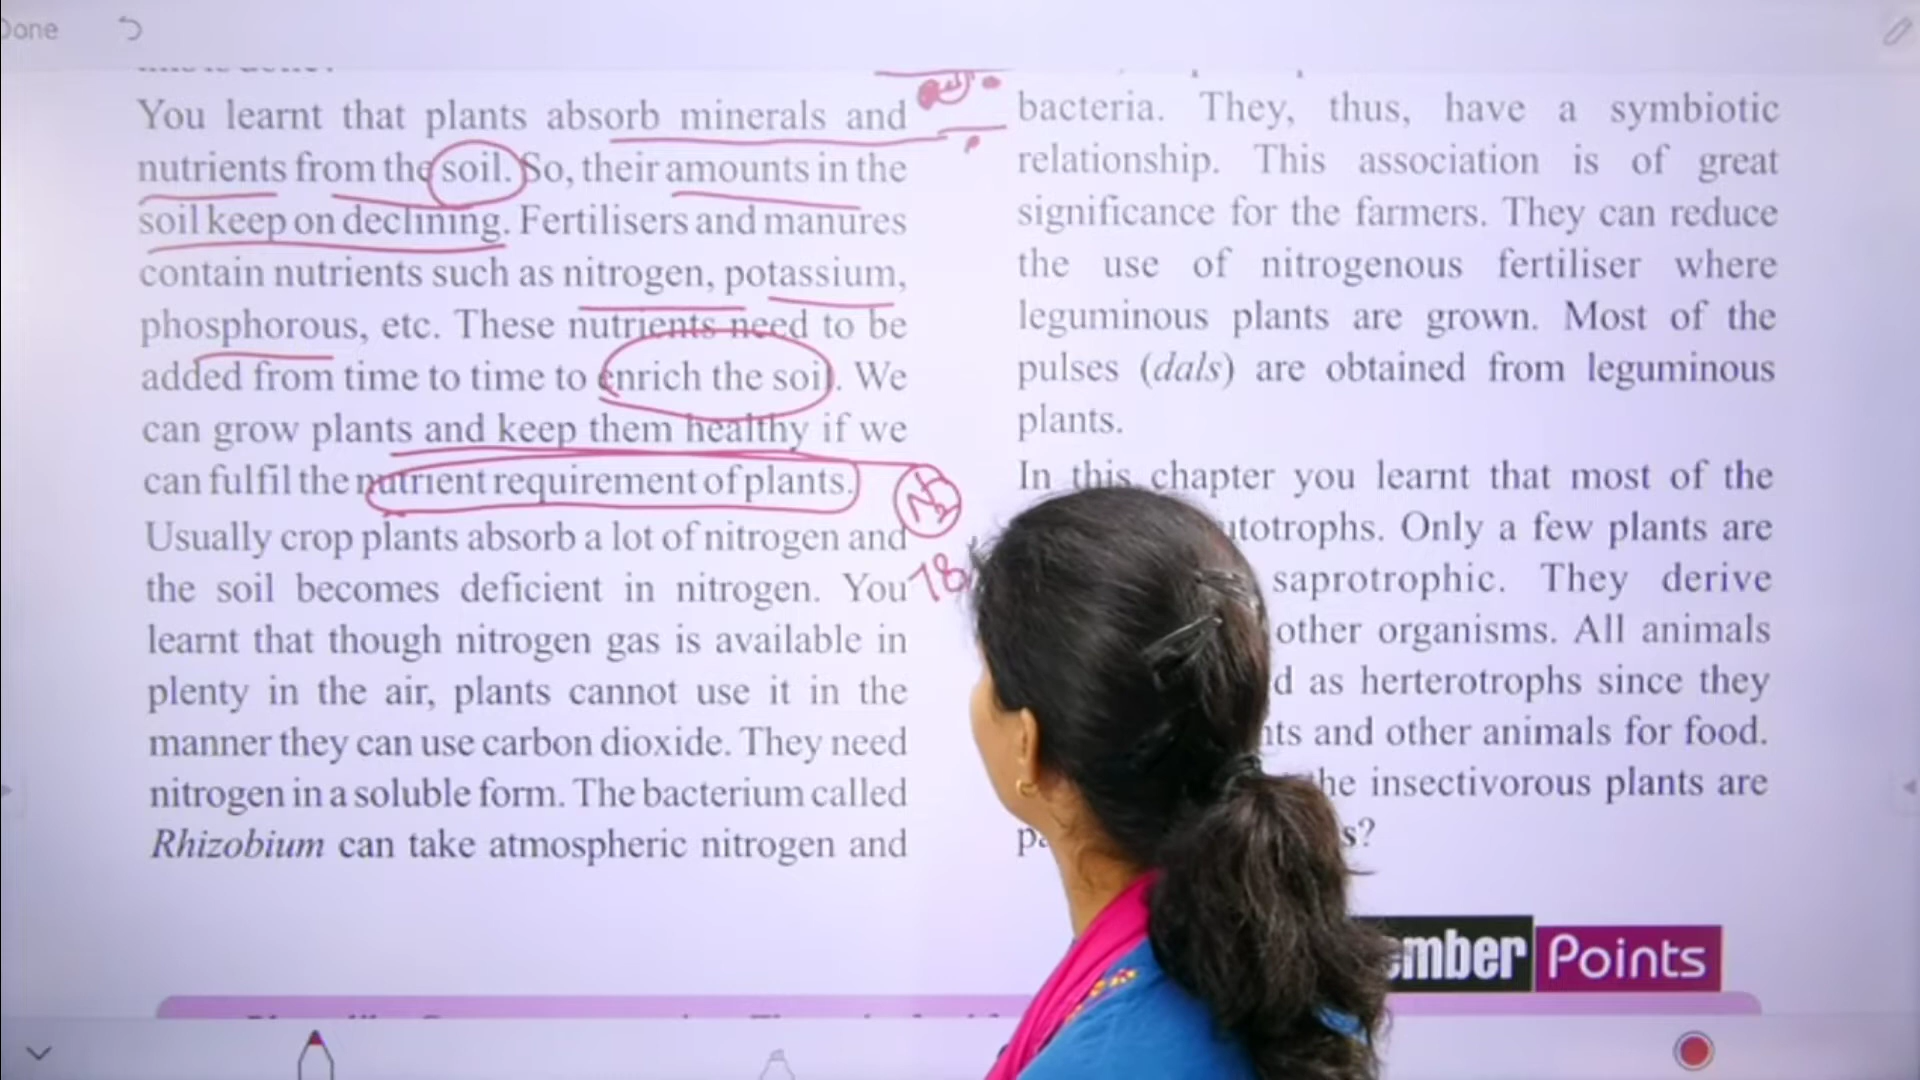 Done
You learnt that plants absorb minerals and
nutrients from the soil. So, their amounts in the
soil keep on declining. Fertilisers and manures
contain nutrients such as nitrogen, potassium,
phosphorous, etc. These nutrients need to be
added from time to time to enrich the soil. We
can grow plants and keep them healthy if we
can fulfil the nutrient requirement of plants.
N2
Usually crop plants absorb a lot of nitrogen and
the soil becomes deficient in nitrogen. You
78
learnt that though nitrogen gas is available in
plenty in the air, plants cannot use it in the
manner they can use carbon dioxide. They need
nitrogen in a soluble form. The bacterium called
Rhizobium can take atmospheric nitrogen and
bacteria. They, thus, have a symbiotic
relationship. This association is of great
significance for the farmers. They can reduce
the use of nitrogenous fertiliser where
leguminous plants are grown. Most of the
pulses (dals) are obtained from leguminous
plants.
In this chapter you learnt that most of the
utotrophs. Only a few plants are
saprotrophic. They derive
other organisms. All animals
d as herterotrophs since they
nts and other animals for food.
he insectivorous plants are
s?
ember Points